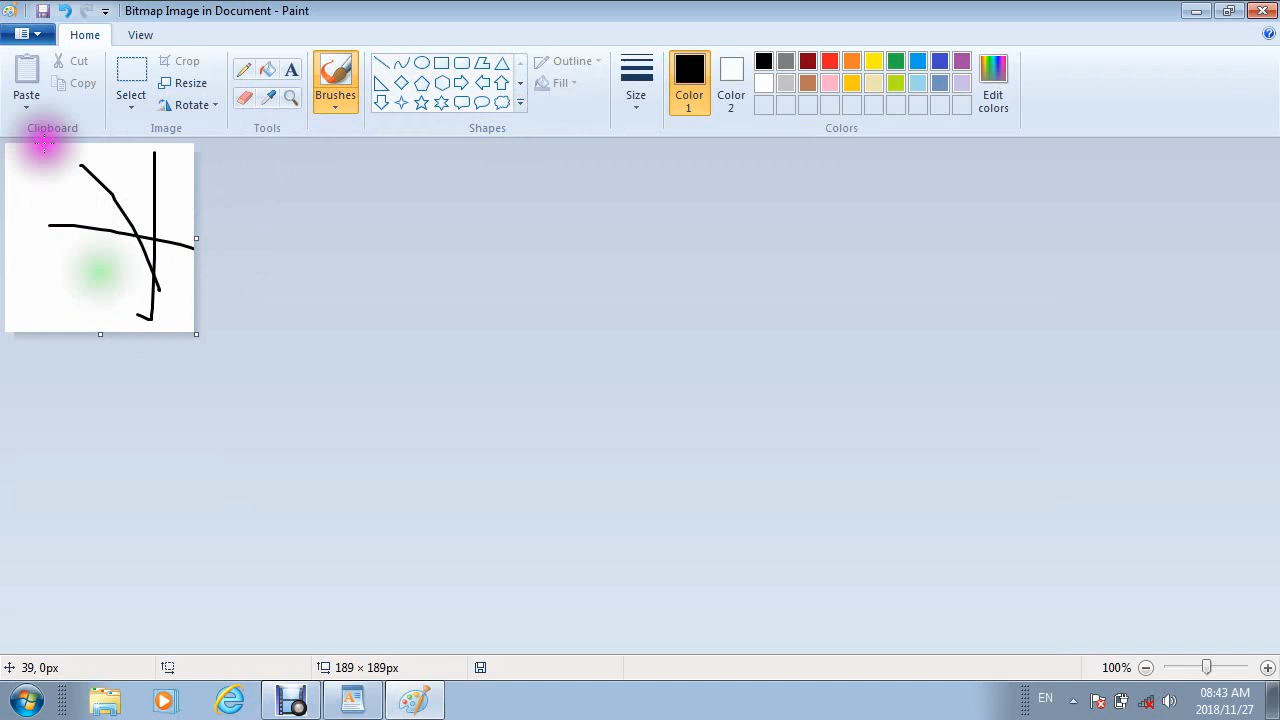 Bitmap Image in Document - Paint
Home View
Paste Cut Copy Clipboard
Select Crop Resize Rotate Image
A
Tools
Brushes
Shapes Outline Fill
Size
Color 1
Color 2
Edit colors
Colors
39, 0px
189 × 189px
100%
EN
08:43 AM
2018/11/27